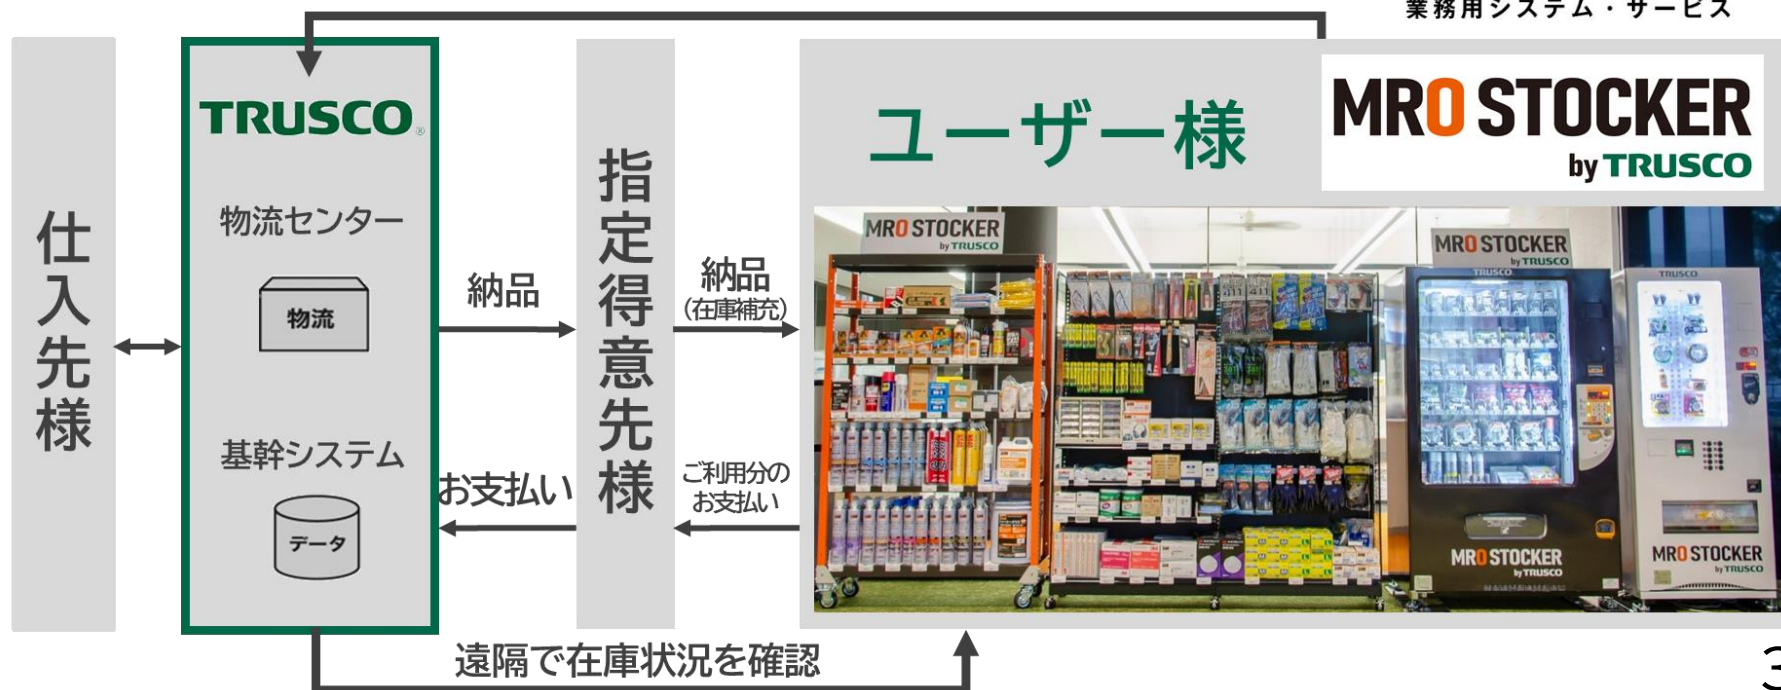 業務用システム・サービス
仕入先様
TRUSCO®
物流センター
物流
基幹システム
データ
納品
お支払い
指定得意先様
納品
(在庫補充)
ご利用分の
お支払い
ユーザー様
MRO STOCKER
by TRUSCO
MRO STOCKER
by TRUSCO
MRO STOCKER
by TRUSCO
TRUSCO
TRUSCO
MRO STOCKER
by TRUSCO
MRO STOCKER
by TRUSCO
遠隔で在庫状況を確認